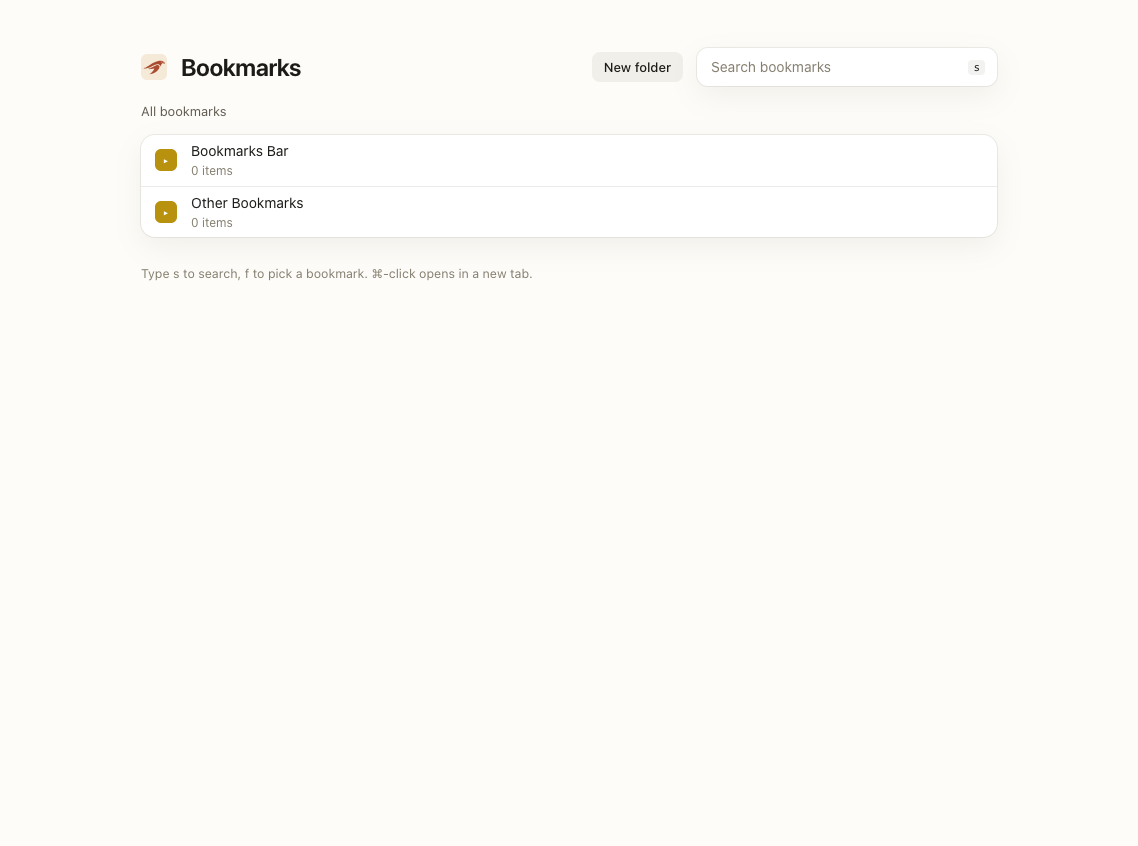 Bookmarks
New folder
Search bookmarks
s
All bookmarks
Bookmarks Bar
0 items
Other Bookmarks
0 items
Type s to search, f to pick a bookmark. ⌘-click opens in a new tab.